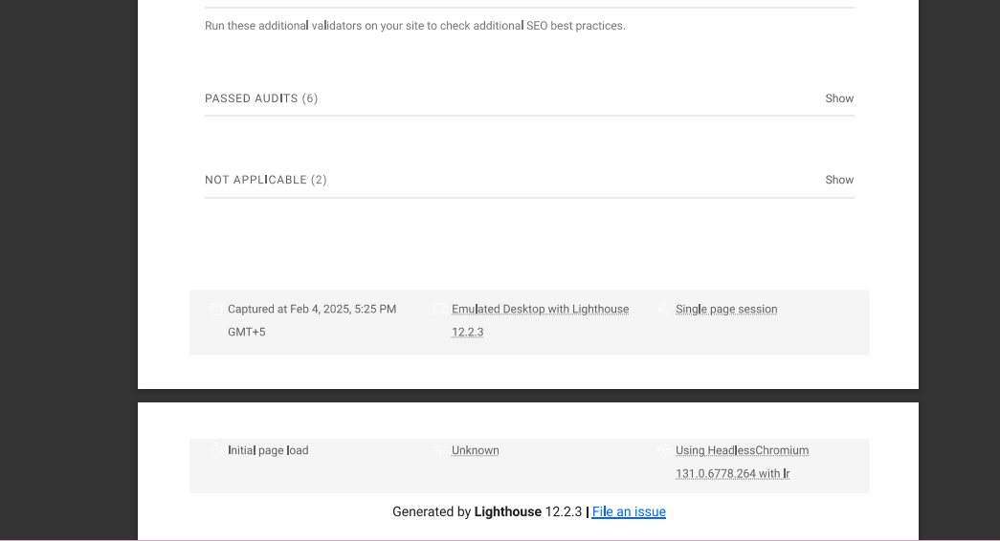 Run these additional validators on your site to check additional SEO best practices.
PASSED AUDITS (6) Show
NOT APPLICABLE (2) Show
Captured at Feb 4, 2025, 5:25 PM GMT+5
Emulated Desktop with Lighthouse 12.2.3
Single page session
Initial page load
Unknown
Using HeadlessChromium 131.0.6778.264 with lr
Generated by Lighthouse 12.2.3 | File an issue